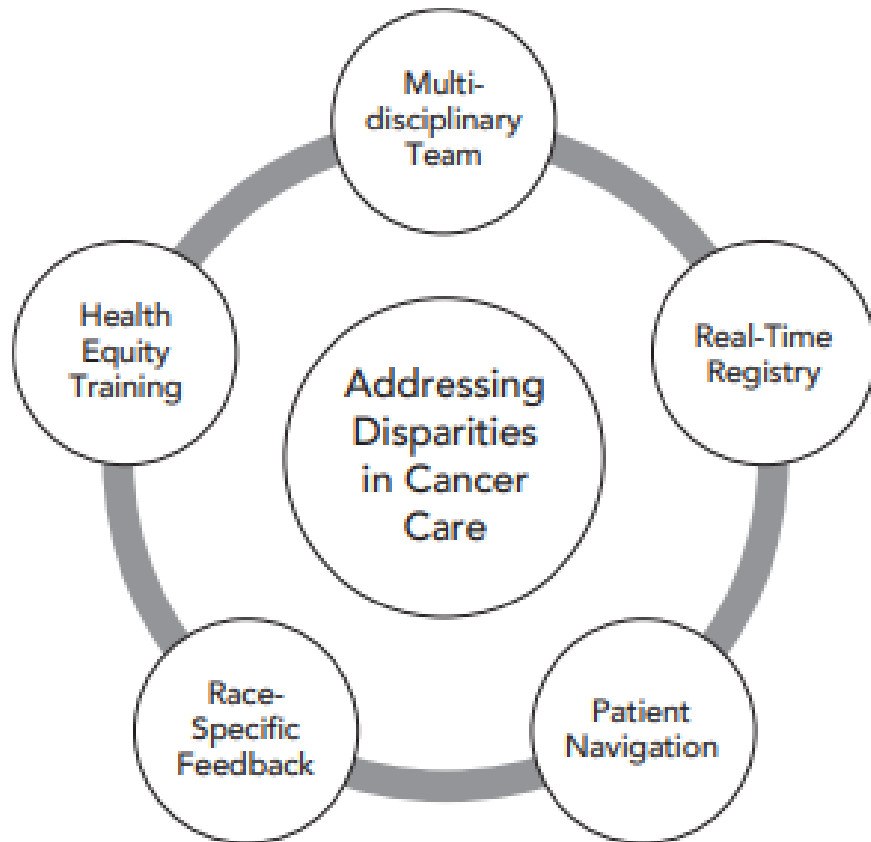 Multi-
disciplinary
Team
Real-Time
Registry
Patient
Navigation
Race-
Specific
Feedback
Health
Equity
Training
Addressing
Disparities
in Cancer
Care